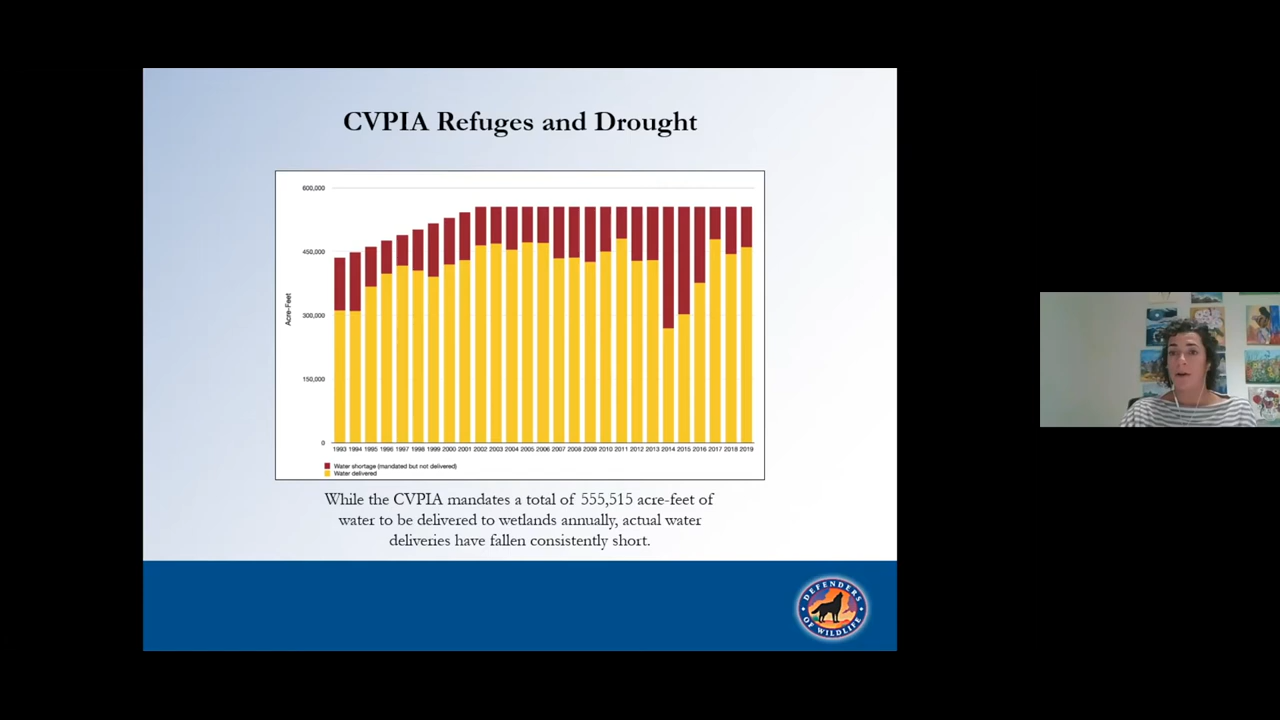 CVPIA Refuges and Drought
600,000
450,000
300,000
150,000
0
Acre-Feet
1993 1994 1995 1996 1997 1998 1999 2000 2001 2002 2003 2004 2005 2006 2007 2008 2009 2010 2011 2012 2013 2014 2015 2016 2017 2018 2019
Water shortage (mandated but not delivered)
Water delivered
While the CVPIA mandates a total of 555,515 acre-feet of
water to be delivered to wetlands annually, actual water
deliveries have fallen consistently short.
DEFENDERS
OF WILDLIFE